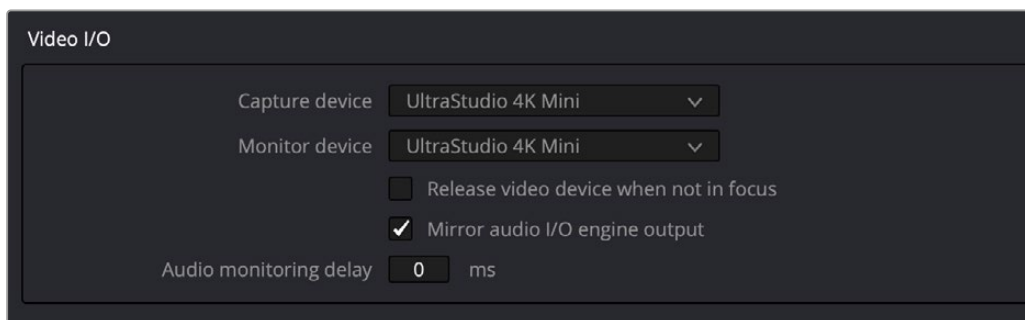 Video I/O
Capture device UltraStudio 4K Mini
Monitor device UltraStudio 4K Mini
Release video device when not in focus
Mirror audio I/O engine output
Audio monitoring delay 0 ms